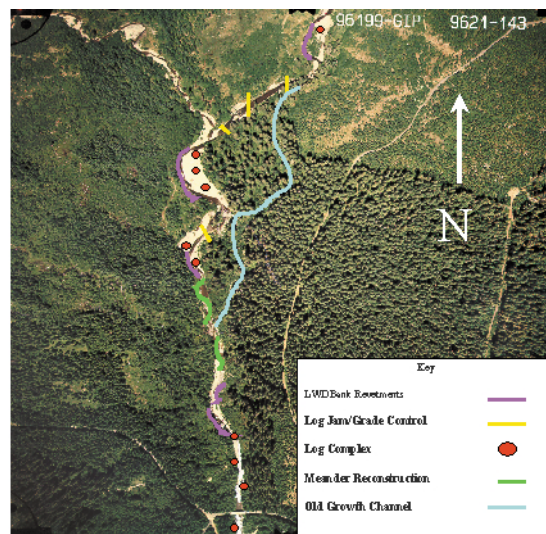 96199-GIP 9621-143
N
Key
LWD Bank Revetments
Log Jam/Grade Control
Log Complex
Meander Reconstruction
Old Growth Channel